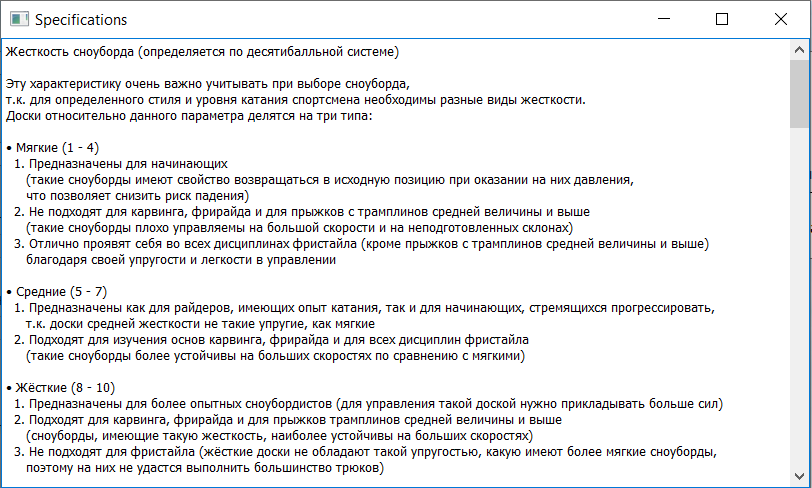 Specifications
Жесткость сноуборда (определяется по десятибалльной системе)
Эту характеристику очень важно учитывать при выборе сноуборда,
т.к. для определенного стиля и уровня катания спортсмена необходимы разные виды жесткости.
Доски относительно данного параметра делятся на три типа:
• Мягкие (1 - 4)
1. Предназначены для начинающих
(такие сноуборды имеют свойство возвращаться в исходную позицию при оказании на них давления,
что позволяет снизить риск падения)
2. Не подходят для карвинга, фрирайда и для прыжков с трамплинов средней величины и выше
(такие сноуборды плохо управляемы на большой скорости и на неподготовленных склонах)
3. Отлично проявят себя во всех дисциплинах фристайла (кроме прыжков с трамплинов средней величины и выше)
благодаря своей упругости и легкости в управлении
• Средние (5 - 7)
1. Предназначены как для райдеров, имеющих опыт катания, так и для начинающих, стремящихся прогрессировать,
т.к. доски средней жесткости не такие упругие, как мягкие
2. Подходят для изучения основ карвинга, фрирайда и для всех дисциплин фристайла
(такие сноуборды более устойчивы на больших скоростях по сравнению с мягкими)
• Жёсткие (8 - 10)
1. Предназначены для более опытных сноубордистов (для управления такой доской нужно прикладывать больше сил)
2. Подходят для карвинга, фрирайда и для прыжков трамплинов средней величины и выше
(сноуборды, имеющие такую жесткость, наиболее устойчивы на больших скоростях)
3. Не подходят для фристайла (жёсткие доски не обладают такой упругостью, какую имеют более мягкие сноуборды,
поэтому на них не удастся выполнить большинство трюков)